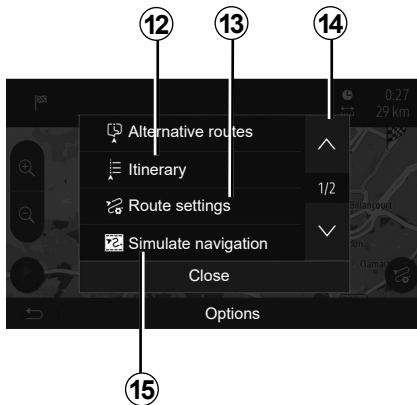 12 13 14
0:27
29 km
Alternative routes
Itinerary
1/2
Route settings
Billancourt
Simulate navigation
Close
Options
15